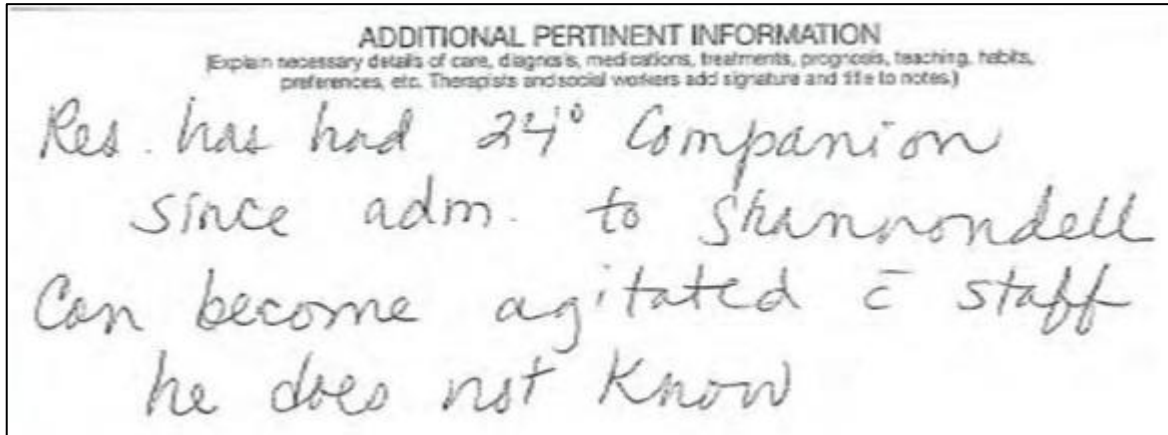 ADDITIONAL PERTINENT INFORMATION
(Explain necessary details of care, diagnosis, medications, treatments, prognosis, teaching, habits,
preferences, etc. Therapists and social workers add signature and title to notes.)
Res. has had 24° Companion
since adm. to Shannondell
Can become agitated c̄ staff
he does not know